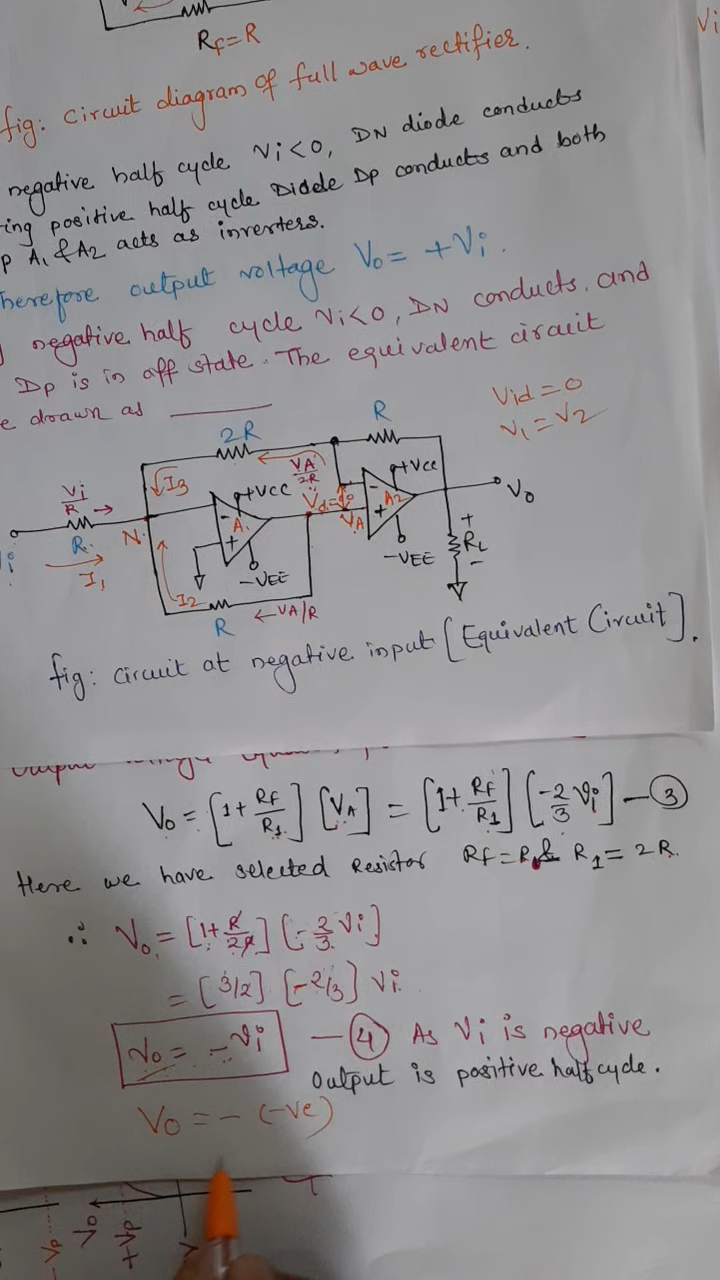 RF=R
fig: Circuit diagram of full wave rectifier.
negative half cycle Vi<0, DN diode conducts
ing positive half cycle Diode Dp conducts and both
p A1 & A2 acts as inverters.
herefore output voltage Vo = +Vi.
negative half cycle Vi<0, DN conducts, and
Dp is in off state. The equivalent circuit
e drawn as
Vid = 0
V1 = V2
2R
R
Vi/R
I3
VA/2R
+Vcc
+Vcc
Vo
N
A1
A2
VA
R
I1
-VEE
-VEE
+
RL
-
I2
R
VA/R
fig: circuit at negative input [Equivalent Circuit].
Vo = [1+ RF/R1] [VA] = [1+ RF/R1] [-2/3 Vi] — 3
Here we have selected Resistor RF=R & R1 = 2R.
∴ Vo = [1+ R/2R] [-2/3 Vi]
= [3/2] [-2/3] Vi
Vo = -Vi — 4 As Vi is negative
Output is positive half cycle.
Vo = - (-ve)
-Vp
Vo
+Vp